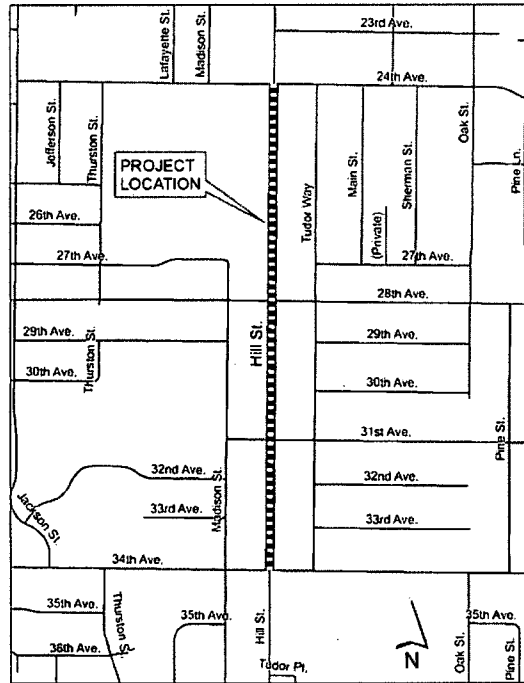 23rd Ave.
Lafayette St.
Madison St.
24th Ave.
Jefferson St.
Thurston St.
Oak St.
PROJECT
LOCATION
Tudor Way
Main St.
(Private)
Sherman St.
Pine Ln.
26th Ave.
27th Ave.
27th Ave.
28th Ave.
29th Ave.
Thurston St.
Hill St.
29th Ave.
30th Ave.
30th Ave.
31st Ave.
Pine St.
32nd Ave.
Madison St.
32nd Ave.
Jackson St.
33rd Ave.
33rd Ave.
34th Ave.
35th Ave.
Thurston St.
35th Ave.
Hill St.
N
Oak St.
35th Ave.
Pine St.
36th Ave.
Tudor Pl.